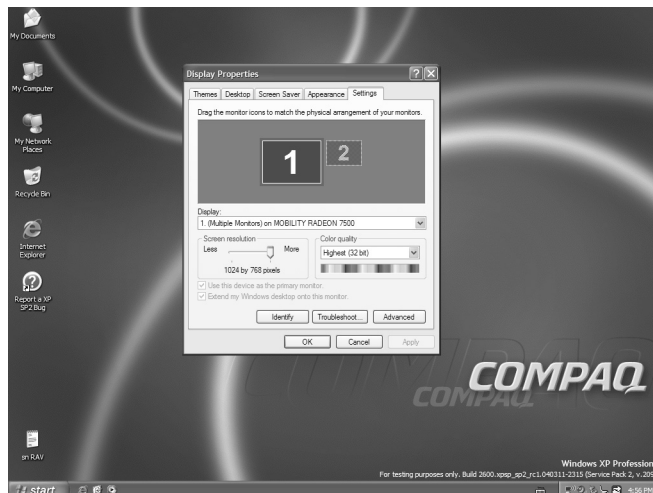 My Documents
My Computer
My Network
Places
Recycle Bin
Internet
Explorer
Report a XP
SP2 Bug
sn RAV
Display Properties
Themes Desktop Screen Saver Appearance Settings
Drag the monitor icons to match the physical arrangement of your monitors.
1 2
Display:
1. (Multiple Monitors) on MOBILITY RADEON 7500
Screen resolution
Less More
1024 by 768 pixels
Color quality
Highest (32 bit)
Use this device as the primary monitor.
Extend my Windows desktop onto this monitor.
Identify Troubleshoot... Advanced
OK Cancel Apply
COMPAQ
COMPAQ
Windows XP Profession
For testing purposes only. Build 2600.xpsp_sp2_rc1.040311-2315 (Service Pack 2, v.209
start
4:56 PM